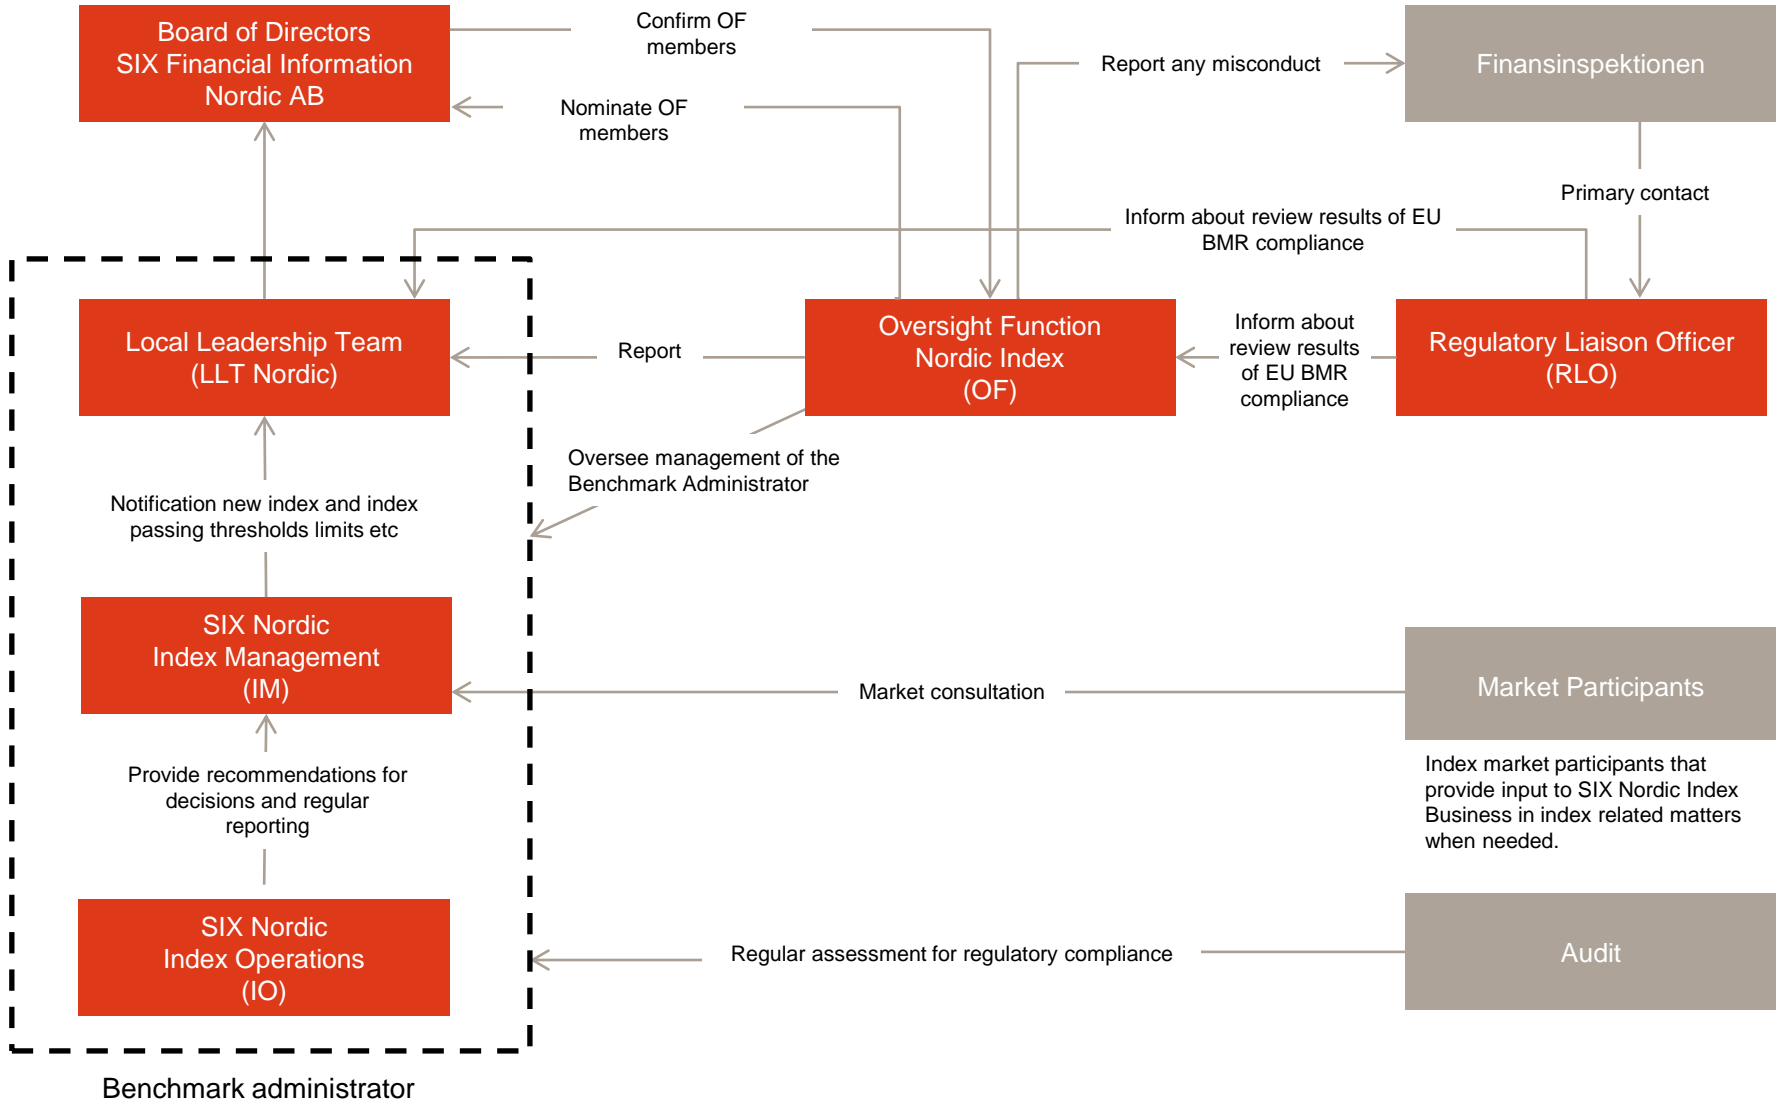 Board of Directors
SIX Financial Information
Nordic AB
Confirm OF
members
Nominate OF
members
Report any misconduct
Finansinspektionen
Primary contact
Inform about review results of EU
BMR compliance
Local Leadership Team
(LLT Nordic)
Report
Oversight Function
Nordic Index
(OF)
Inform about
review results
of EU BMR
compliance
Regulatory Liaison Officer
(RLO)
Oversee management of the
Benchmark Administrator
Notification new index and index
passing thresholds limits etc
SIX Nordic
Index Management
(IM)
Market consultation
Market Participants
Index market participants that
provide input to SIX Nordic Index
Business in index related matters
when needed.
Provide recommendations for
decisions and regular
reporting
SIX Nordic
Index Operations
(IO)
Regular assessment for regulatory compliance
Audit
Benchmark administrator